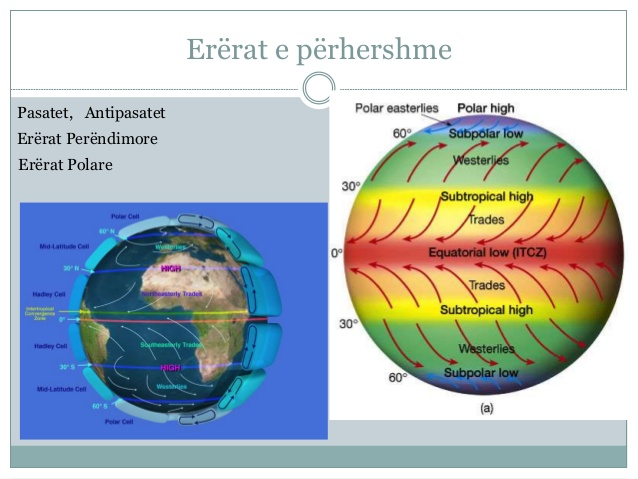 Erërat e përhershme
Pasatet, Antipasatet
Erërat Perëndimore
Erërat Polare
Polar Cell
60° N
Westerlies
Mid-Latitude Cell
30° N
HIGH
Hadley Cell
Northeasterly Trades
Intertropical
Convergence
Zone
0°
Hadley Cell
Southeasterly Trades
30° S
HIGH
Mid-Latitude Cell
Westerlies
60° S
Polar Cell
Polar easterlies
Polar high
60°
Subpolar low
Westerlies
30°
Subtropical high
Trades
0°
Equatorial low (ITCZ)
Trades
Subtropical high
30°
Westerlies
60°
Subpolar low
(a)